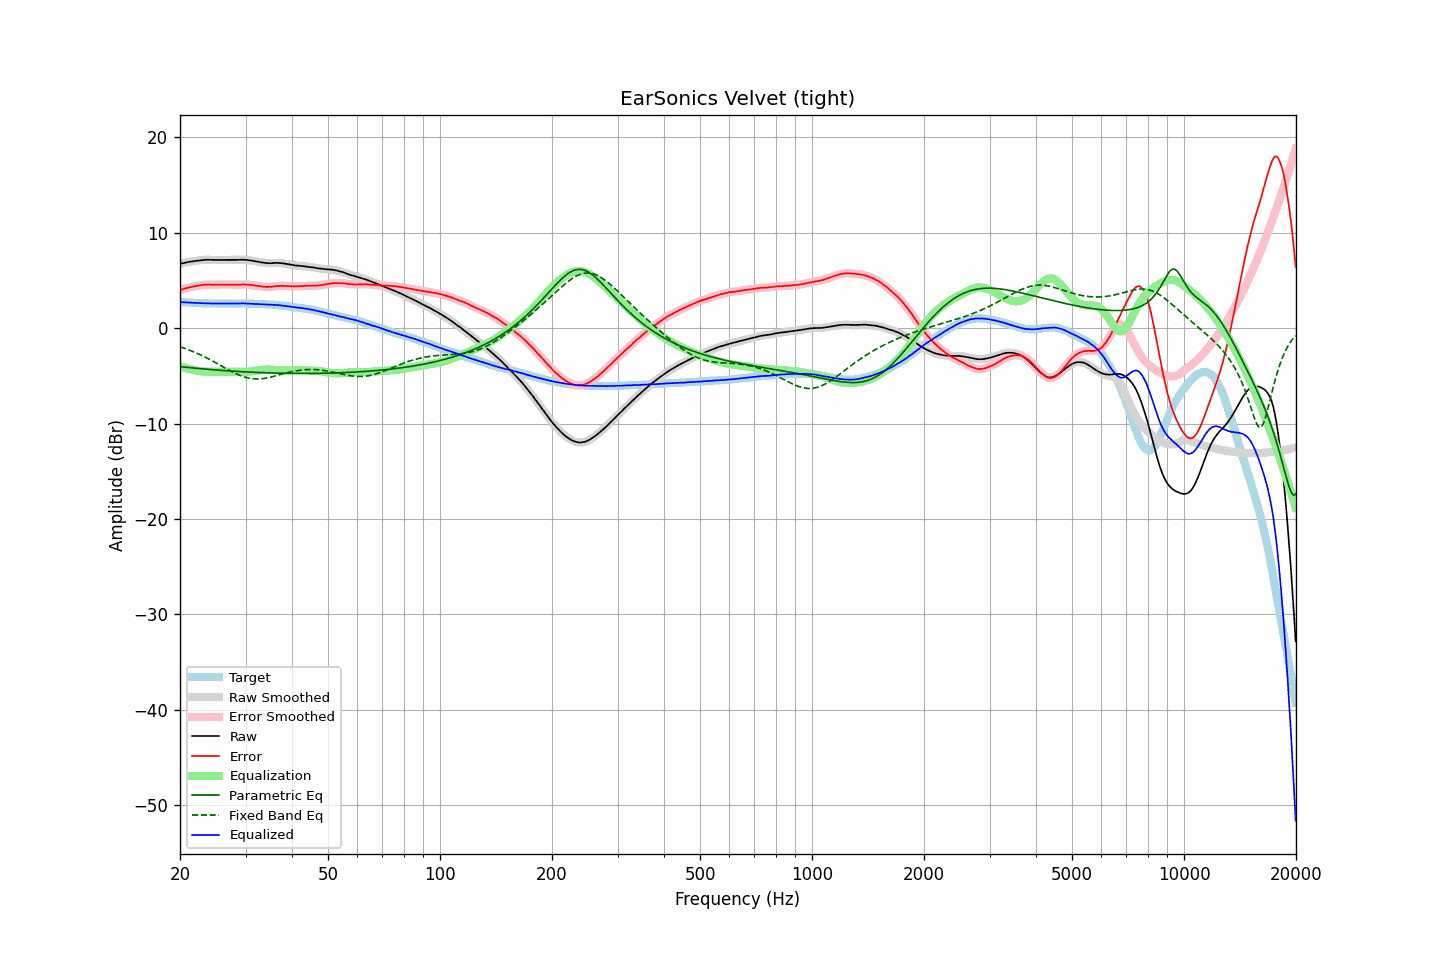 EarSonics Velvet (tight)
20
10
0
−10
−20
−30
−40
−50
Amplitude (dBr)
Target
Raw Smoothed
Error Smoothed
Raw
Error
Equalization
Parametric Eq
Fixed Band Eq
Equalized
20 50 100 200 500 1000 2000 5000 10000 20000
Frequency (Hz)